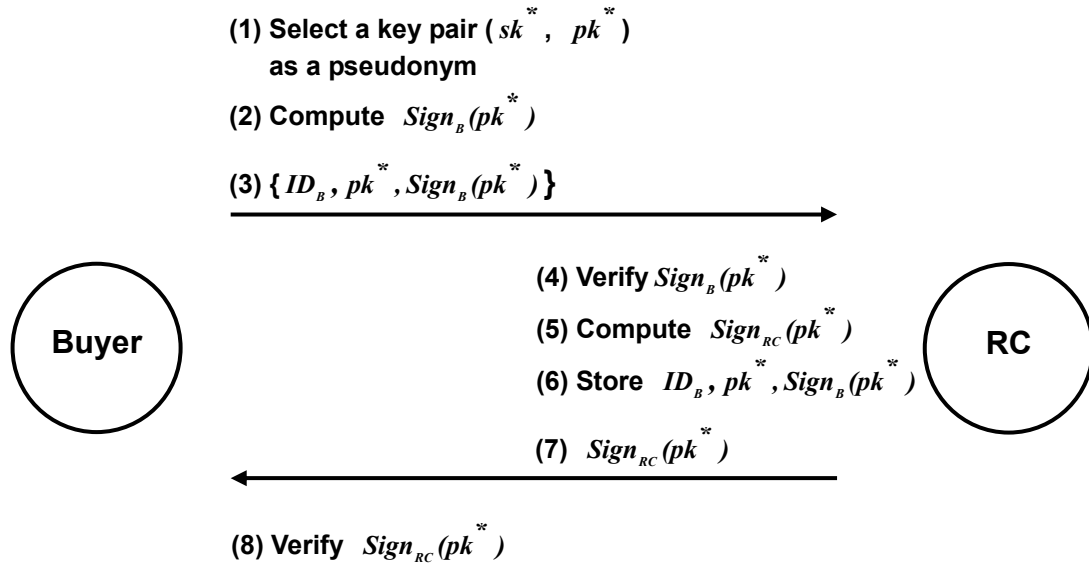 (1) Select a key pair ( sk*, pk* )
as a pseudonym
(2) Compute Sign_B(pk*)
(3) { ID_B, pk*, Sign_B(pk*) }
(4) Verify Sign_B(pk*)
Buyer
(5) Compute Sign_RC(pk*)
RC
(6) Store ID_B, pk*, Sign_B(pk*)
(7) Sign_RC(pk*)
(8) Verify Sign_RC(pk*)